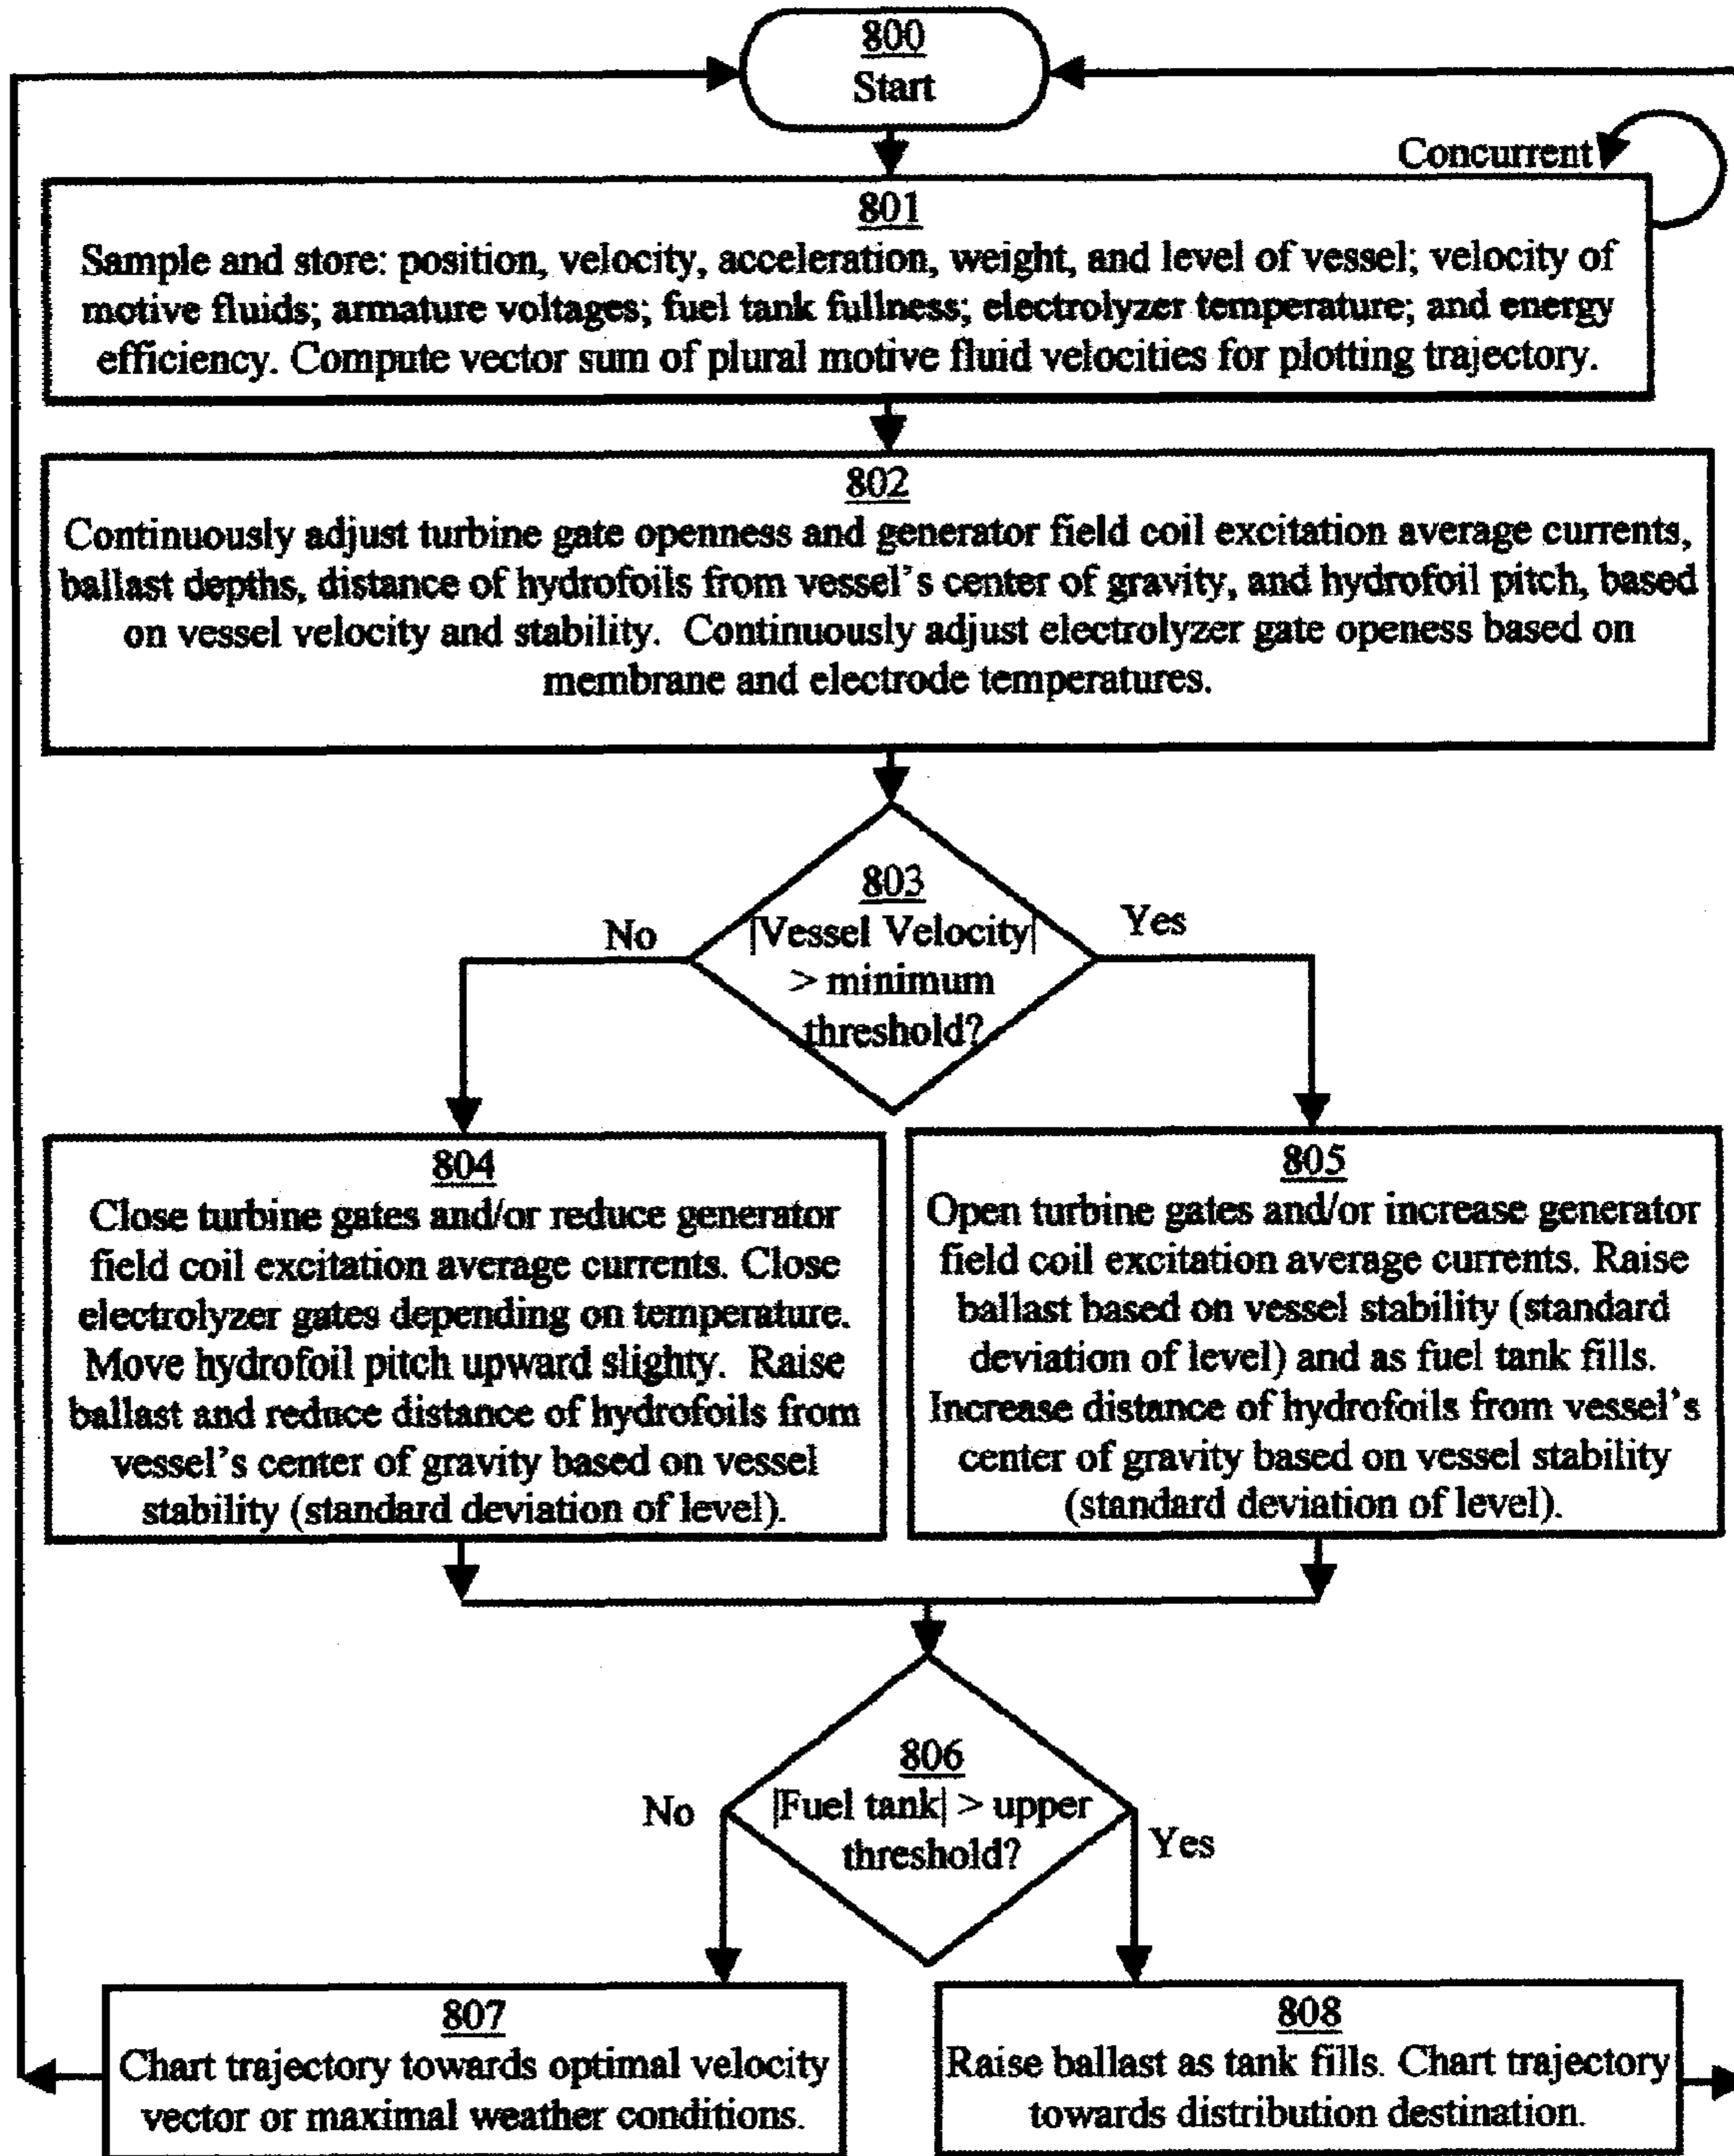 800
Start
Concurrent
801
Sample and store: position, velocity, acceleration, weight, and level of vessel; velocity of
motive fluids; armature voltages; fuel tank fullness; electrolyzer temperature; and energy
efficiency. Compute vector sum of plural motive fluid velocities for plotting trajectory.
802
Continuously adjust turbine gate openness and generator field coil excitation average currents,
ballast depths, distance of hydrofoils from vessel's center of gravity, and hydrofoil pitch, based
on vessel velocity and stability. Continuously adjust electrolyzer gate openess based on
membrane and electrode temperatures.
803
|Vessel Velocity|
> minimum
threshold?
No
Yes
804
Close turbine gates and/or reduce generator
field coil excitation average currents. Close
electrolyzer gates depending on temperature.
Move hydrofoil pitch upward slighty. Raise
ballast and reduce distance of hydrofoils from
vessel's center of gravity based on vessel
stability (standard deviation of level).
805
Open turbine gates and/or increase generator
field coil excitation average currents. Raise
ballast based on vessel stability (standard
deviation of level) and as fuel tank fills.
Increase distance of hydrofoils from vessel's
center of gravity based on vessel stability
(standard deviation of level).
806
|Fuel tank| > upper
threshold?
No
Yes
807
Chart trajectory towards optimal velocity
vector or maximal weather conditions.
808
Raise ballast as tank fills. Chart trajectory
towards distribution destination.